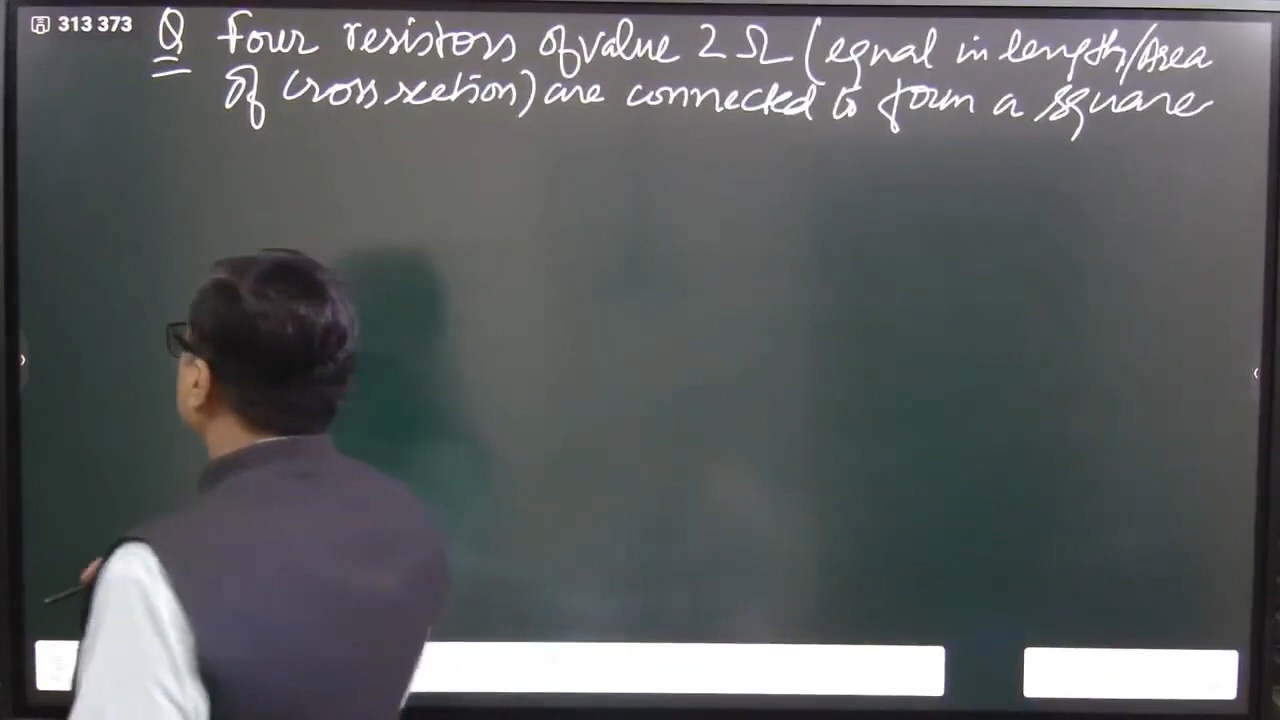 313 373
Q Four resistors of value 2 Ω (equal in length/Area
of cross section) are connected to form a square